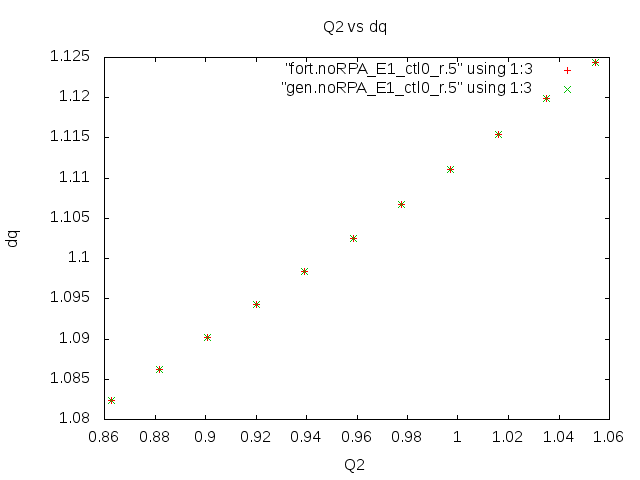 Q2 vs dq
"fort.noRPA_E1_ctl0_r.5" using 1:3
"gen.noRPA_E1_ctl0_r.5" using 1:3
1.125
1.12
1.115
1.11
1.105
1.1
1.095
1.09
1.085
1.08
dq
0.86 0.88 0.9 0.92 0.94 0.96 0.98 1 1.02 1.04 1.06
Q2